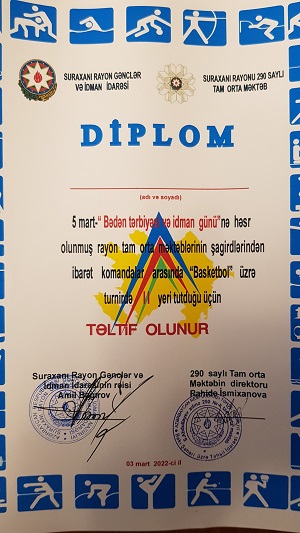 SURAXANI RAYON GƏNCLƏR
VƏ İDMAN İDARƏSİ
SURAXANI RAYONU 290 SAYLI
TAM ORTA MƏKTƏB
DİPLOM
(adı və soyadı)
5 mart-“ Bədən tərbiyəsi və idman günü”nə həsr
olunmuş rayon tam orta məktəblərinin şagirdlərindən
ibarət komandalar arasında “Basketbol” üzrə
turnirdə II yeri tutduğu üçün
TƏLTİF OLUNUR
Suraxanı Rayon Gənclər və
İdman İdarəsinin rəisi
Amil Bağırov
290 saylı Tam orta
Məktəbin direktoru
Rahidə İsmixanova
03 mart 2022-ci il